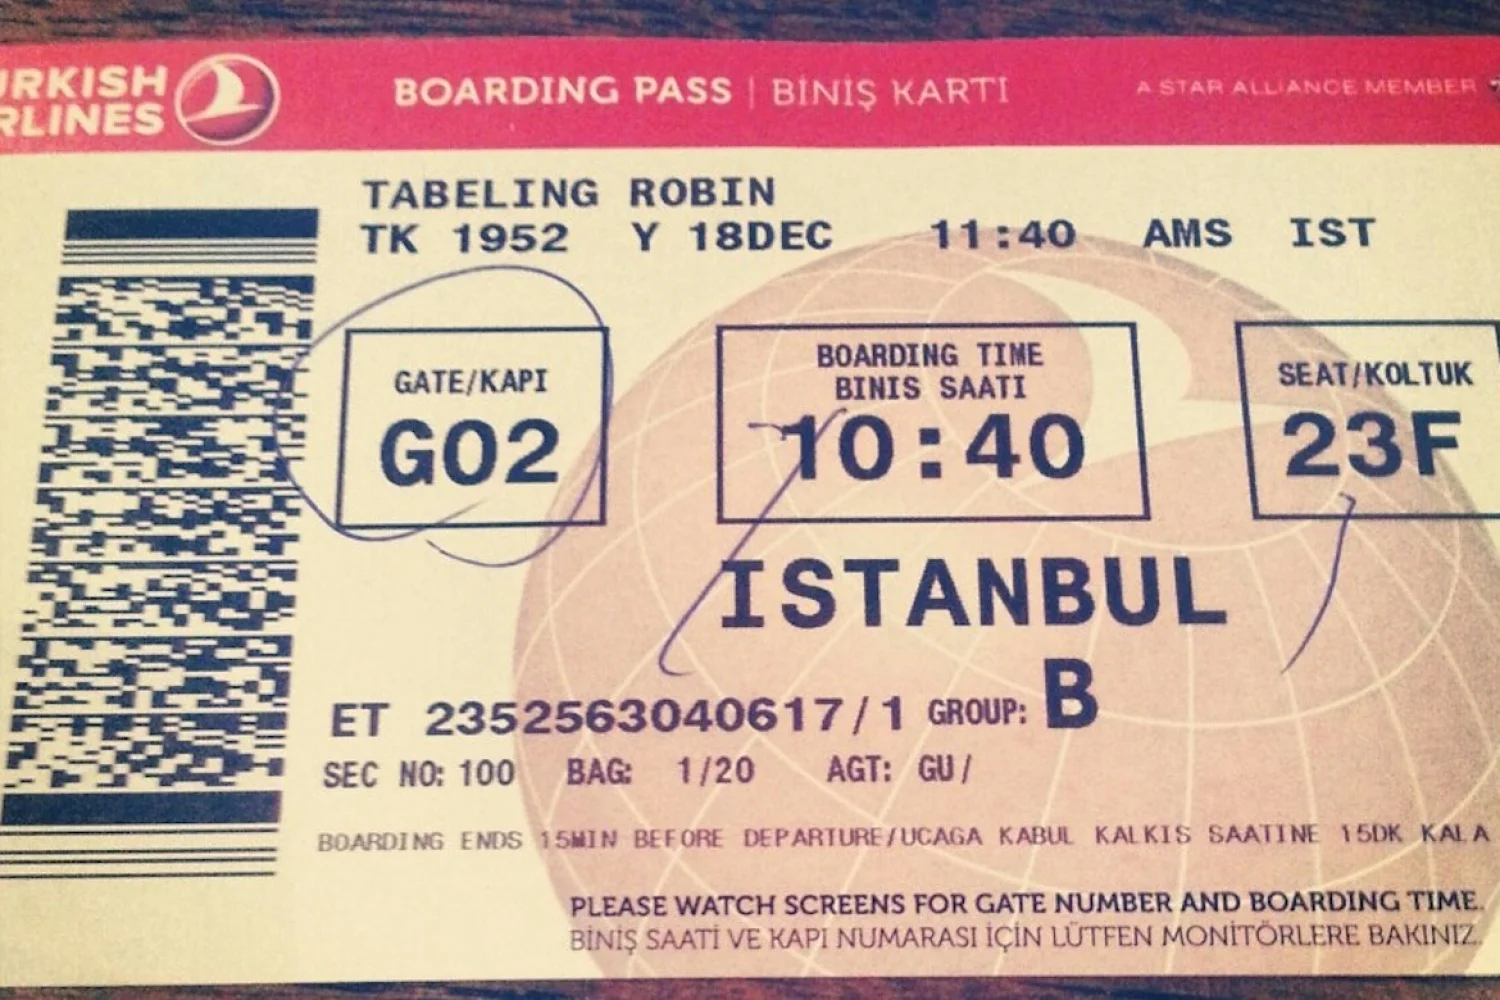 URKISH
RLINES
BOARDING PASS | BİNİŞ KARTI
A STAR ALLIANCE MEMBER
TABELING ROBIN
TK 1952 Y 18DEC 11:40 AMS IST
GATE/KAPI
G02
BOARDING TIME
BINIS SAATI
10:40
SEAT/KOLTUK
23F
ISTANBUL
ET 2352563040617/1 GROUP: B
SEC NO: 100 BAG: 1/20 AGT: GU/
BOARDING ENDS 15MIN BEFORE DEPARTURE/UCAGA KABUL KALKIS SAATINE 15DK KALA
PLEASE WATCH SCREENS FOR GATE NUMBER AND BOARDING TIME.
BİNİŞ SAATİ VE KAPI NUMARASI İÇİN LÜTFEN MONİTÖRLERE BAKINIZ.